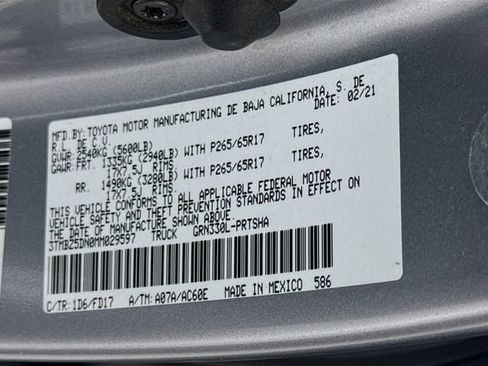 MFD.BY:TOYOTA MOTOR MANUFACTURING DE BAJA CALIFORNIA, S. DE
R.L. DE C.V. DATE: 02/21
GVWR: 2540KG (5600LB)
GAWR: FRT. 1335KG (2940LB) WITH P265/65R17 TIRES,
17X7.5J RIMS
RR. 1490KG (3280LB) WITH P265/65R17 TIRES,
17X7.5J RIMS
THIS VEHICLE CONFORMS TO ALL APPLICABLE FEDERAL MOTOR
VEHICLE SAFETY STANDARDS IN EFFECT ON
THE DATE OF MANUFACTURE SHOWN ABOVE.
3TMBZ5DN0MM029597 TRUCK GRN330L-PRTSHA
C/TR: 1D6/FD17 A/TM: A07A/AC60E MADE IN MEXICO 586